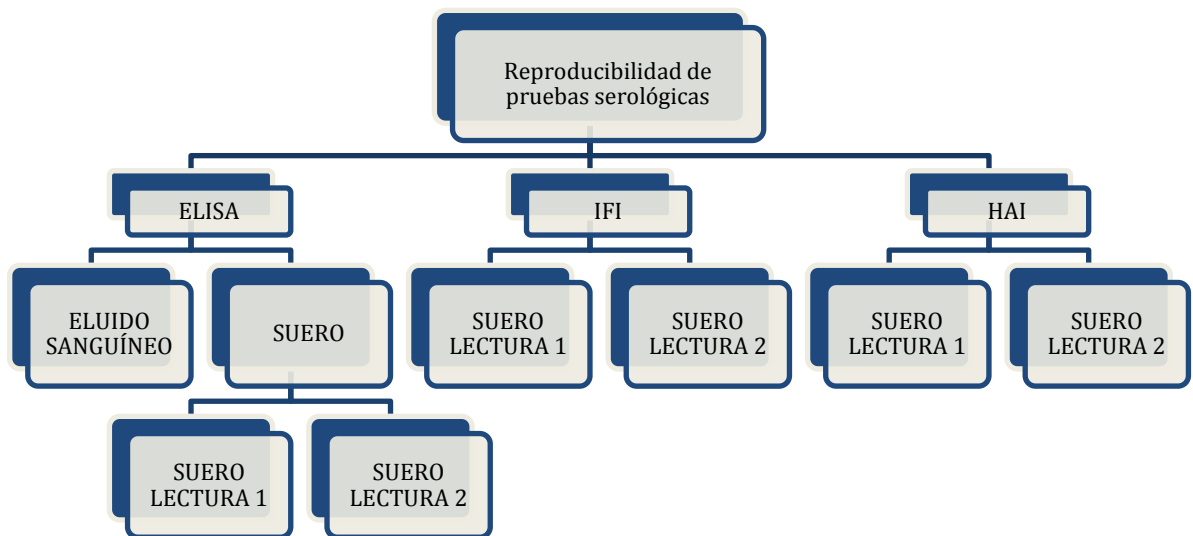 Reproducibilidad de
pruebas serológicas
ELISA
IFI
HAI
ELUIDO
SANGUÍNEO
SUERO
SUERO
LECTURA 1
SUERO
LECTURA 2
SUERO
LECTURA 1
SUERO
LECTURA 2
SUERO
LECTURA 1
SUERO
LECTURA 2